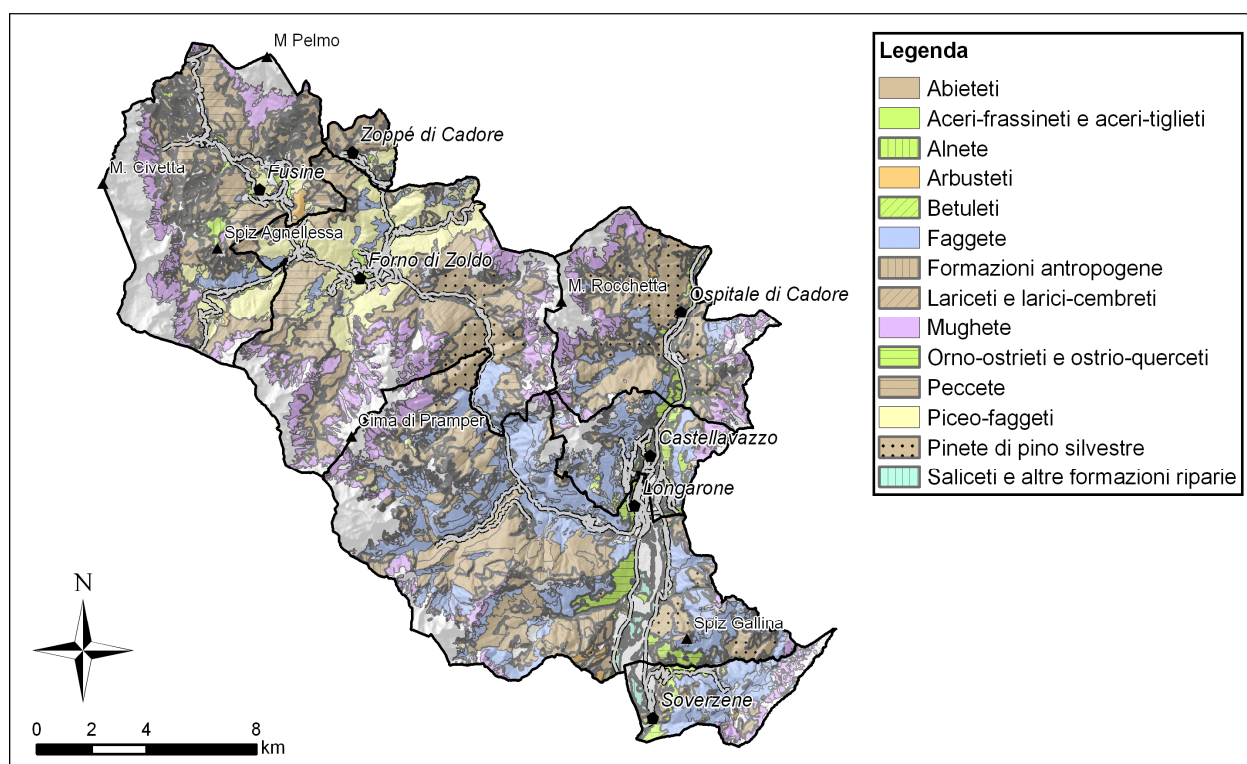 M Pelmo
Zoppé di Cadore
M. Civetta
Fusine
Spiz Agnellessa
Forno di Zoldo
M. Rocchetta
Ospitale di Cadore
Cima di Pramper
Castellavazzo
Longarone
Spiz Gallina
Soverzene
Legenda
Abieteti
Aceri-frassineti e aceri-tiglieti
Alnete
Arbusteti
Betuleti
Faggete
Formazioni antropogene
Lariceti e larici-cembreti
Mughete
Orno-ostrieti e ostrio-querceti
Peccete
Piceo-faggeti
Pinete di pino silvestre
Saliceti e altre formazioni riparie
N
0 2 4 8
km